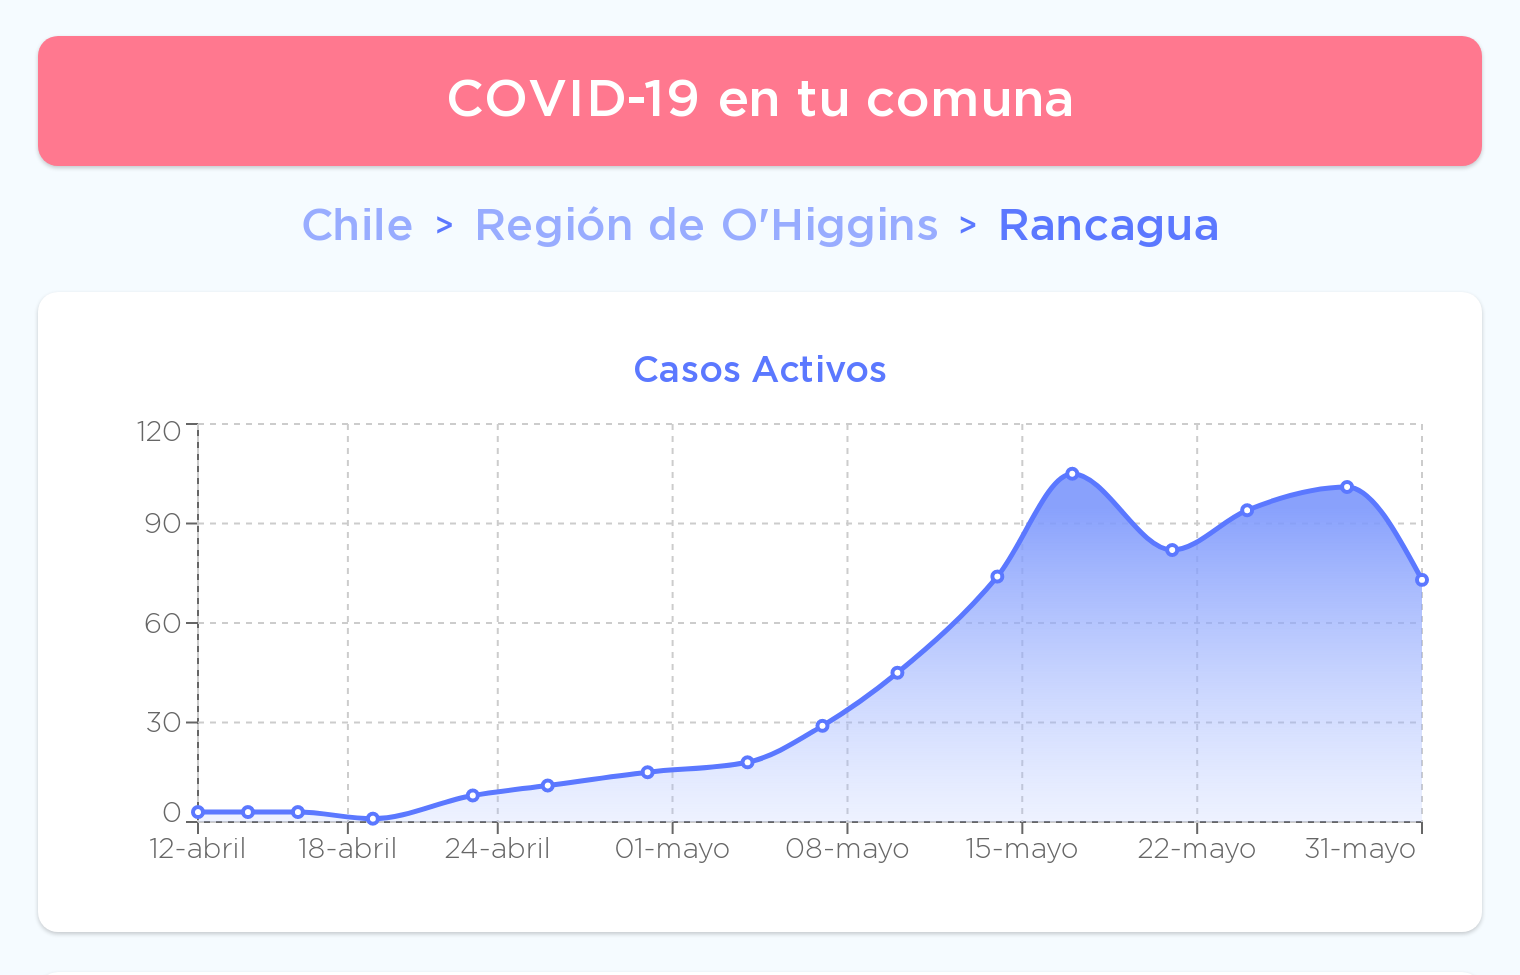 COVID-19 en tu comuna
Chile > Región de O'Higgins > Rancagua
Casos Activos
120
90
60
30
0
12-abril 18-abril 24-abril 01-mayo 08-mayo 15-mayo 22-mayo 31-mayo